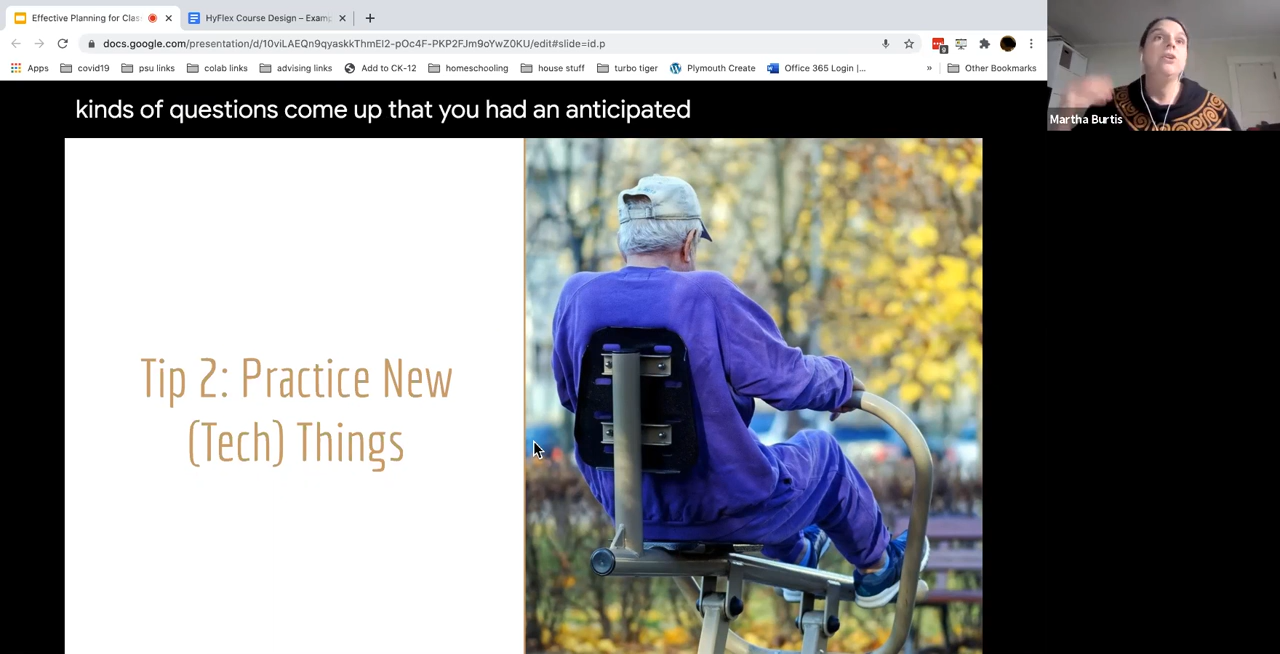 Effective Planning for Clas
HyFlex Course Design – Examp
docs.google.com/presentation/d/10viLAEQn9qyaskkThmEI2-pOc4F-PKP2FJm9oYwZ0KU/edit#slide=id.p
9
Apps covid19 psu links colab links advising links Add to CK-12 homeschooling house stuff turbo tiger Plymouth Create Office 365 Login |... » Other Bookmarks
Martha Burtis
kinds of questions come up that you had an anticipated
Tip 2: Practice New
(Tech) Things